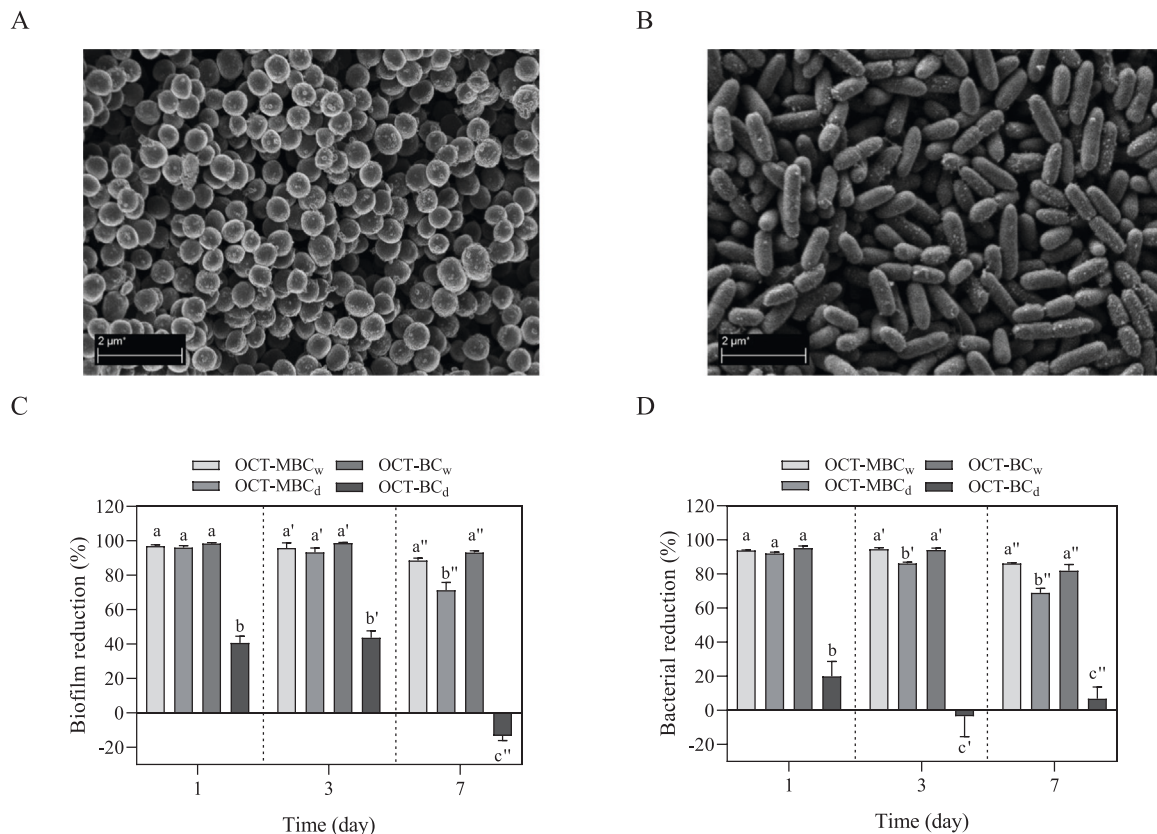 A
B
2 µm*
2 µm*
C
D
OCT-MBCw OCT-BCw
OCT-MBCd OCT-BCd
OCT-MBCw OCT-BCw
OCT-MBCd OCT-BCd
Biofilm reduction (%)
120
100
80
60
40
20
0
-20
a a a b
a' a' a' b'
a'' b'' a'' c''
1 3 7
Time (day)
Bacterial reduction (%)
120
100
80
60
40
20
0
-20
a a a b
a' b' a' c'
a'' b'' a'' c''
1 3 7
Time (day)